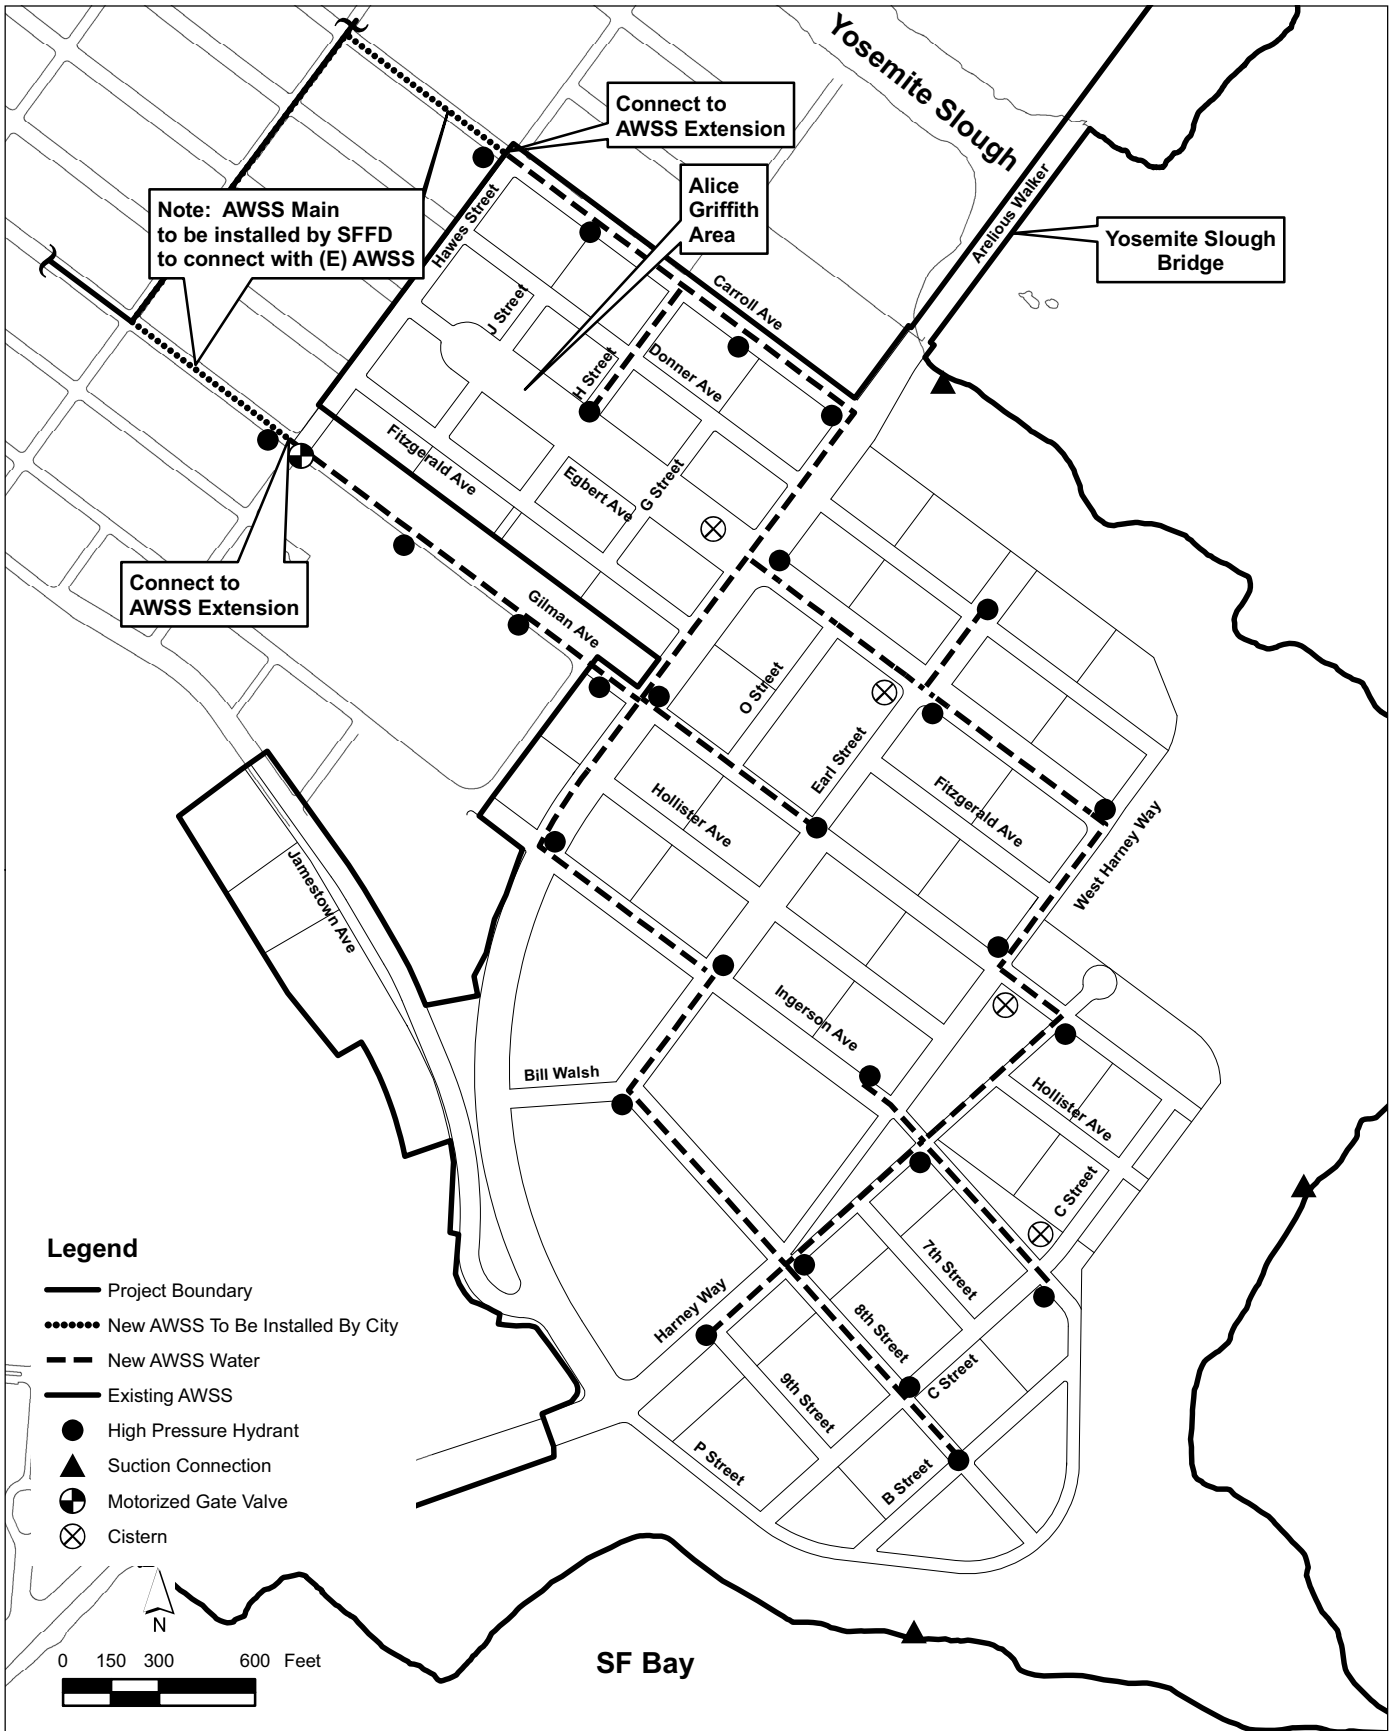 Yosemite Slough
Connect to
AWSS Extension
Alice
Griffith
Area
Note: AWSS Main
to be installed by SFFD
to connect with (E) AWSS
Hawes Street
Arelious Walker
Yosemite Slough
Bridge
Carroll Ave
J Street
H Street
Donner Ave
Fitzgerald Ave
Egbert Ave
G Street
Connect to
AWSS Extension
Gilman Ave
O Street
Earl Street
Fitzgerald Ave
Hollister Ave
West Harney Way
Jamestown Ave
Ingerson Ave
Bill Walsh
Hollister Ave
C Street
7th Street
Harney Way
8th Street
C Street
9th Street
P Street
B Street
Legend
Project Boundary
New AWSS To Be Installed By City
New AWSS Water
Existing AWSS
High Pressure Hydrant
Suction Connection
Motorized Gate Valve
Cistern
N
0 150 300 600 Feet
SF Bay